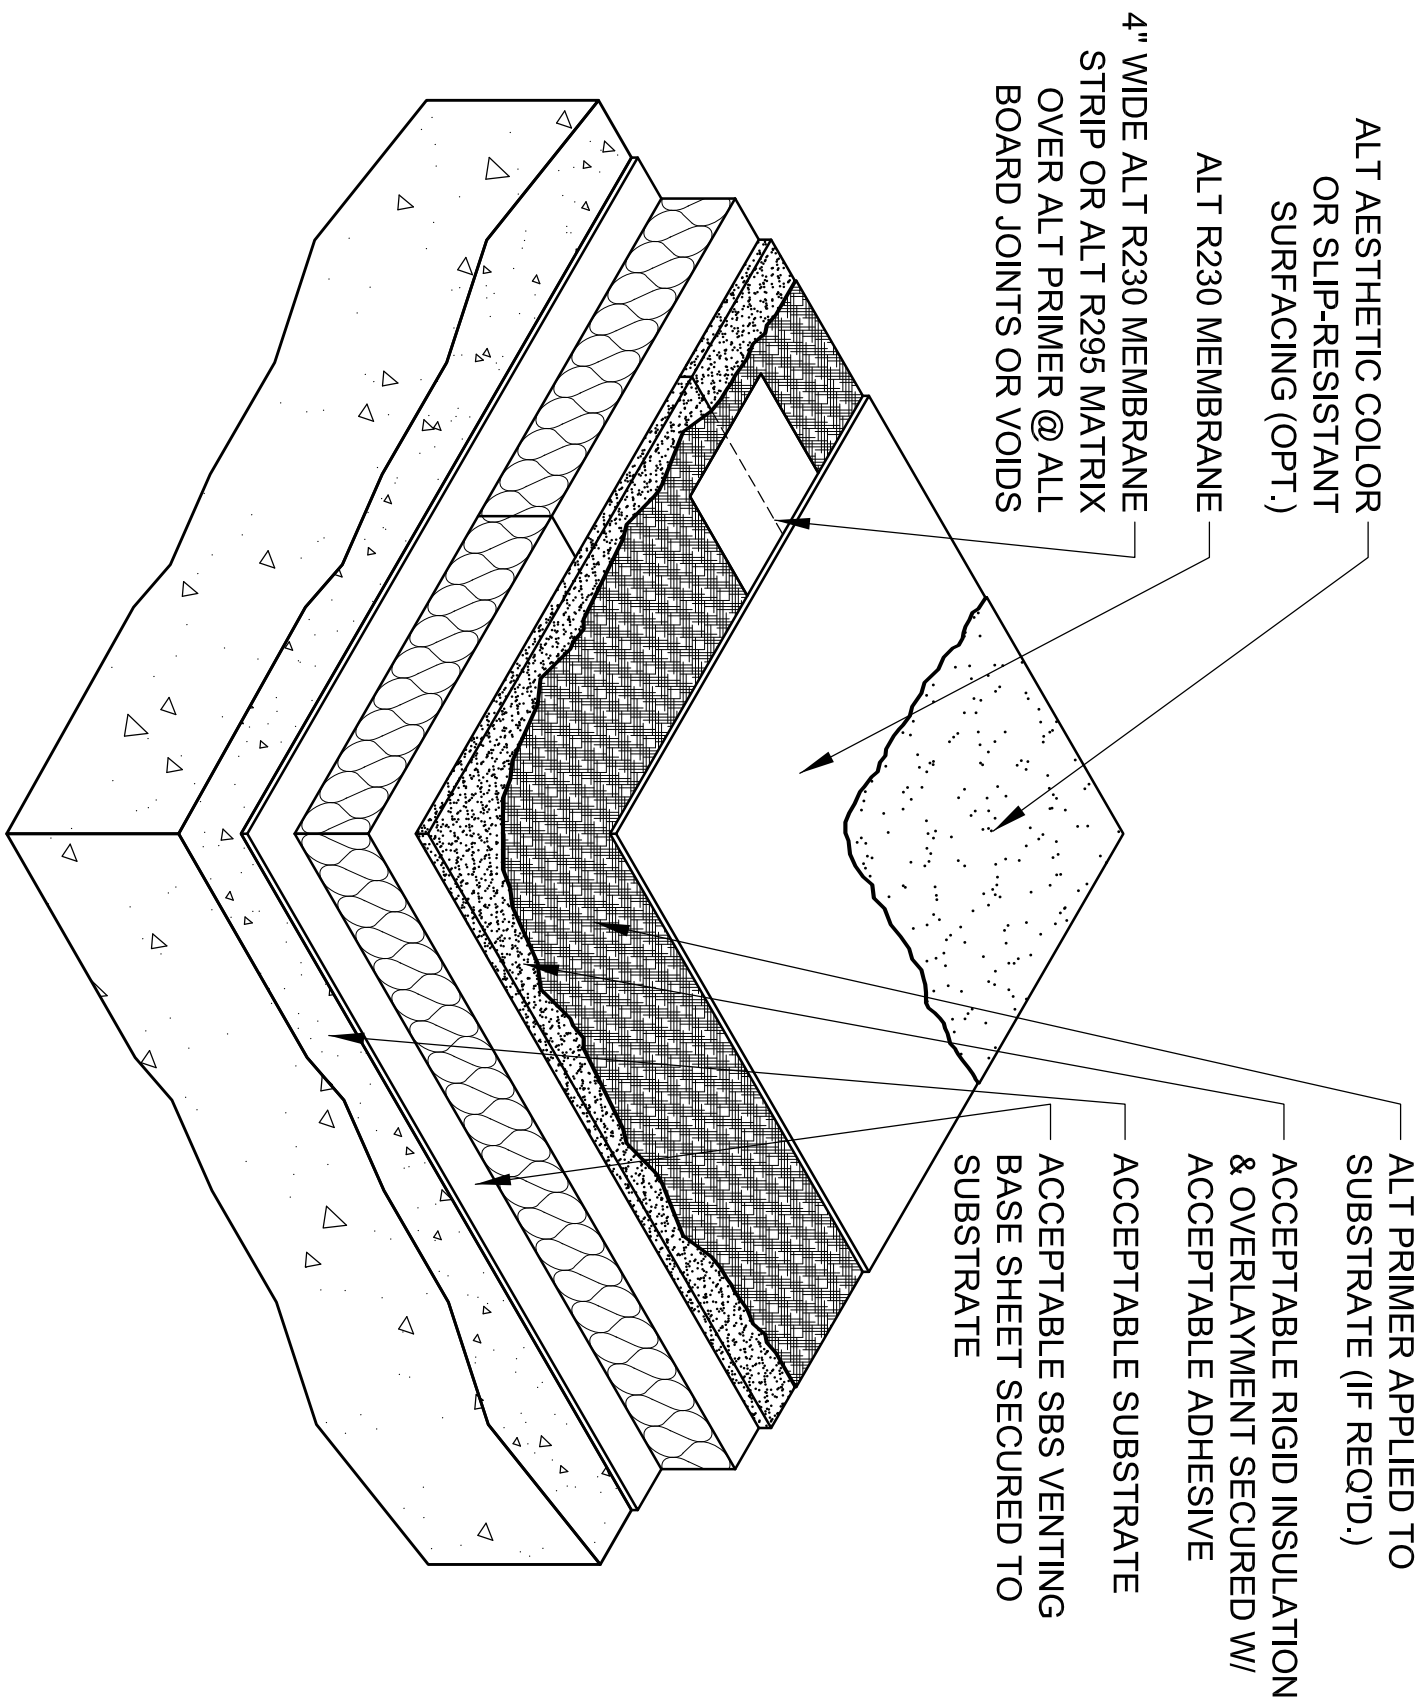 ALT AESTHETIC COLOR
OR SLIP-RESISTANT
SURFACING (OPT.)
ALT R230 MEMBRANE
4" WIDE ALT R230 MEMBRANE
STRIP OR ALT R295 MATRIX
OVER ALT PRIMER @ ALL
BOARD JOINTS OR VOIDS
ALT PRIMER APPLIED TO
SUBSTRATE (IF REQ'D.)
ACCEPTABLE RIGID INSULATION
& OVERLAYMENT SECURED W/
ACCEPTABLE ADHESIVE
ACCEPTABLE SUBSTRATE
ACCEPTABLE SBS VENTING
BASE SHEET SECURED TO
SUBSTRATE